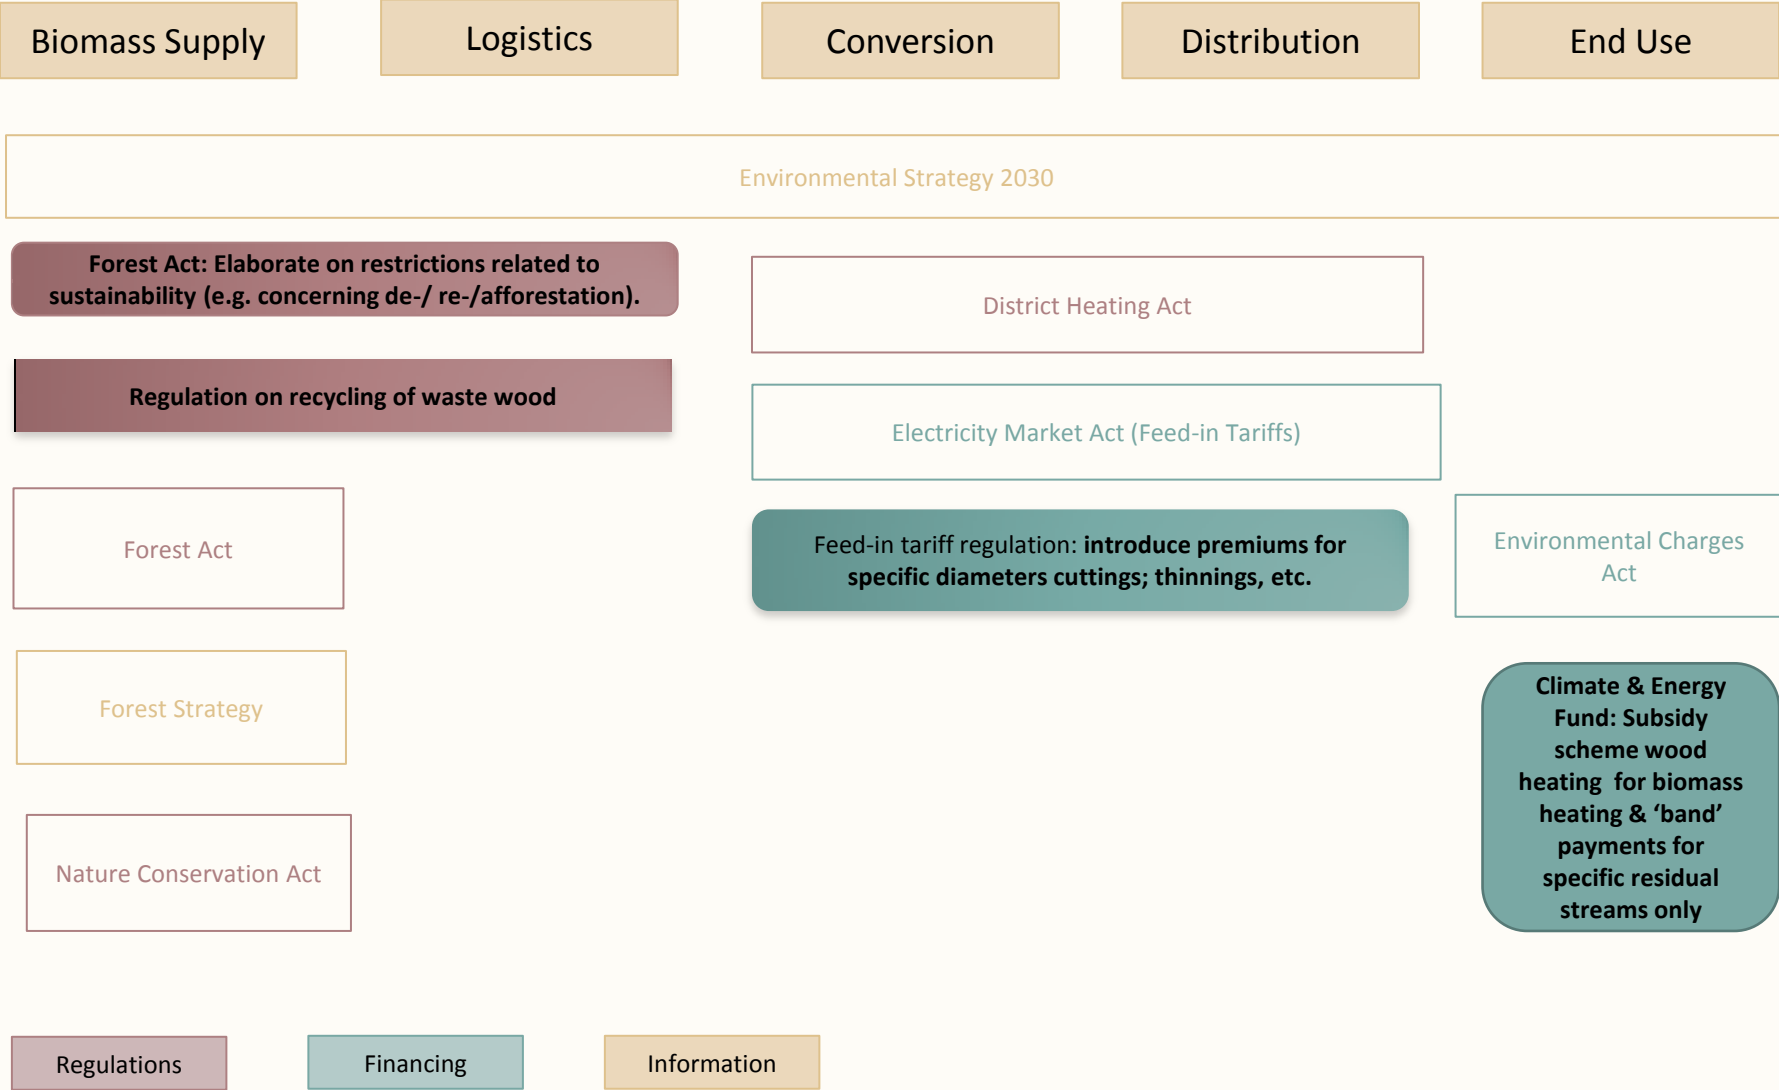 Biomass Supply
Logistics
Conversion
Distribution
End Use
Environmental Strategy 2030
Forest Act: Elaborate on restrictions related to
sustainability (e.g. concerning de-/ re-/afforestation).
District Heating Act
Regulation on recycling of waste wood
Electricity Market Act (Feed-in Tariffs)
Forest Act
Feed-in tariff regulation: introduce premiums for
specific diameters cuttings; thinnings, etc.
Environmental Charges
Act
Forest Strategy
Climate & Energy
Fund: Subsidy
scheme wood
heating  for biomass
heating & ‘band’
payments for
specific residual
streams only
Nature Conservation Act
Regulations
Financing
Information